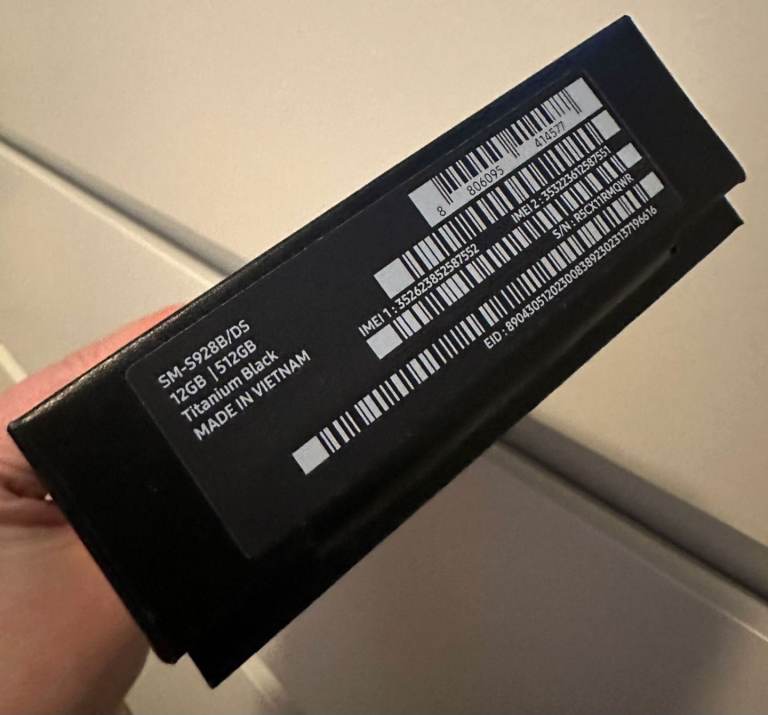 SM-S928B/DS
12GB | 512GB
Titanium Black
MADE IN VIETNAM
8 806095 414577
IMEI 1 : 352623852587552
IMEI 2 : 353223612587551
S/N : R5CX11RMQWR
EID : 89043051202300838923023137196616